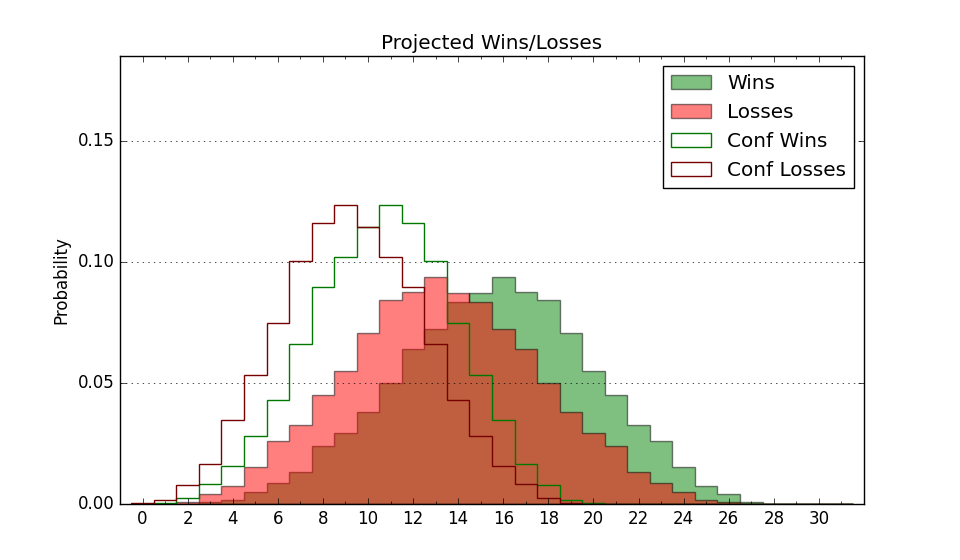 Projected Wins/Losses
Wins
Losses
Conf Wins
Conf Losses
Probability
0.15
0.10
0.05
0.00
0 2 4 6 8 10 12 14 16 18 20 22 24 26 28 30